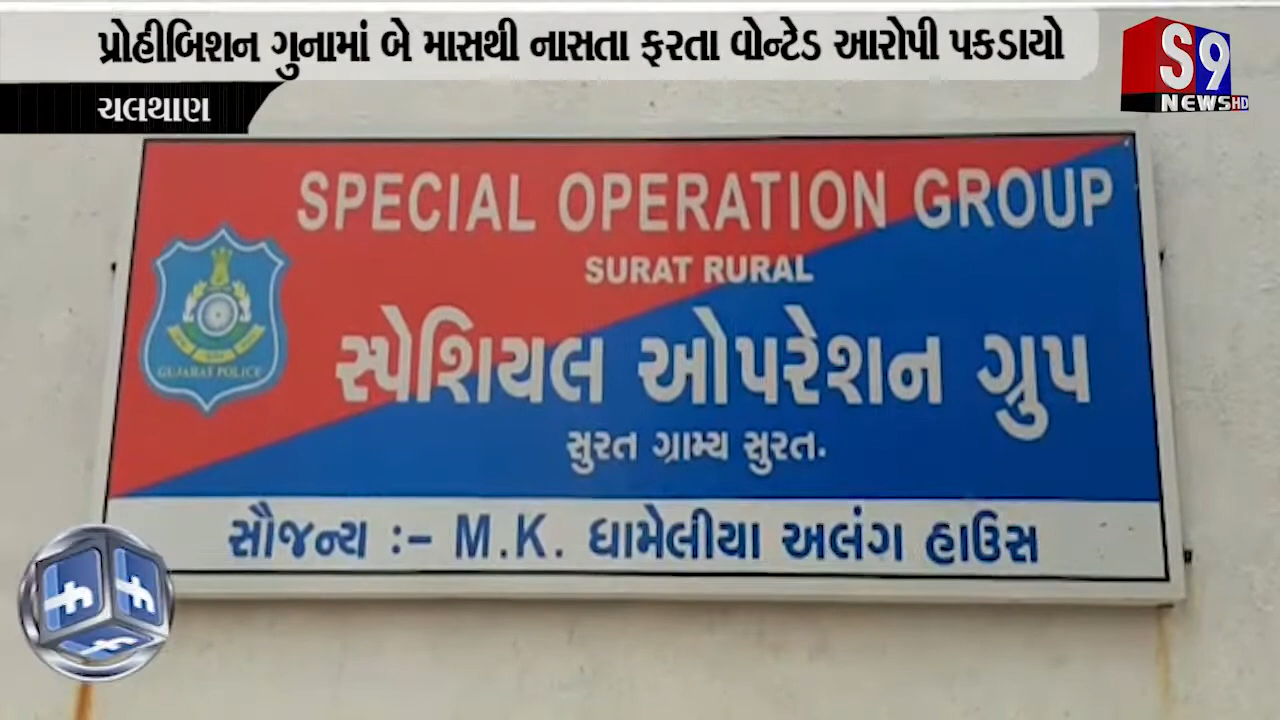 પ્રોહીબિશન ગુનામાં બે માસથી નાસતા ફરતા વોન્ટેડ આરોપી પકડાયો
S9
NEWS HD
ચલથાણ
SPECIAL OPERATION GROUP
SURAT RURAL
GUJARAT POLICE
સ્પેશિયલ ઓપરેશન ગ્રુપ
સુરત ગ્રામ્ય સુરત.
સૌજન્ય :- M.K. ધામેલીયા અલંગ હાઉસ